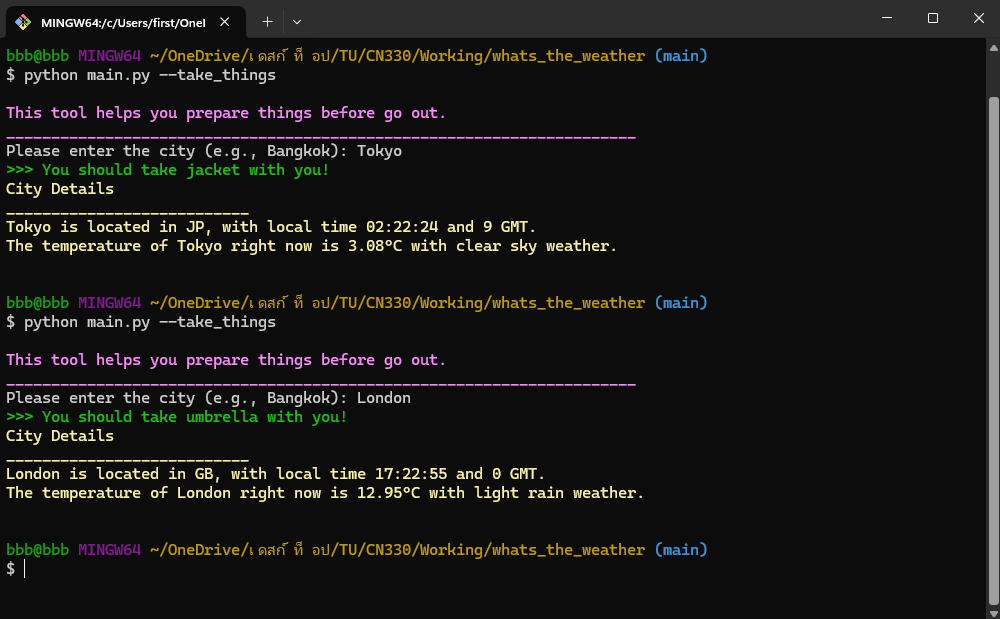 MINGW64:/c/Users/first/OneI
bbb@bbb MINGW64 ~/OneDrive/เดสก์ท็อป/TU/CN330/Working/whats_the_weather (main)
$ python main.py --take_things
This tool helps you prepare things before go out.
______________________________________________________________________
Please enter the city (e.g., Bangkok): Tokyo
>>> You should take jacket with you!
City Details
___________________________
Tokyo is located in JP, with local time 02:22:24 and 9 GMT.
The temperature of Tokyo right now is 3.08°C with clear sky weather.
bbb@bbb MINGW64 ~/OneDrive/เดสก์ท็อป/TU/CN330/Working/whats_the_weather (main)
$ python main.py --take_things
This tool helps you prepare things before go out.
______________________________________________________________________
Please enter the city (e.g., Bangkok): London
>>> You should take umbrella with you!
City Details
___________________________
London is located in GB, with local time 17:22:55 and 0 GMT.
The temperature of London right now is 12.95°C with light rain weather.
bbb@bbb MINGW64 ~/OneDrive/เดสก์ท็อป/TU/CN330/Working/whats_the_weather (main)
$